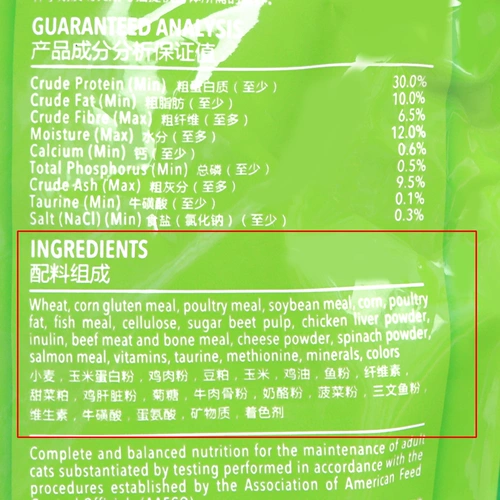 GUARANTEED ANALYSIS
产品成分分析保证值
Crude Protein (Min) 粗蛋白质(至少) 30.0%
Crude Fat (Min) 粗脂肪(至少) 10.0%
Crude Fibre (Max) 粗纤维(至多) 6.5%
Moisture (Max) 水分(至多) 12.0%
Calcium (Min) 钙(至少) 0.6%
Total Phosphorus (Min) 总磷(至少) 0.5%
Crude Ash (Max) 粗灰分(至多) 9.5%
Taurine (Min) 牛磺酸(至少) 0.1%
Salt (NaCl) (Min) 食盐(氯化钠)(至少) 0.3%
INGREDIENTS
配料组成
Wheat, corn gluten meal, poultry meal, soybean meal, corn, poultry
fat, fish meal, cellulose, sugar beet pulp, chicken liver powder,
inulin, beef meat and bone meal, cheese powder, spinach powder,
salmon meal, vitamins, taurine, methionine, minerals, colors
小麦,玉米蛋白粉,鸡肉粉,豆粕,玉米,鸡油,鱼粉,纤维素,
甜菜粕,鸡肝脏粉,菊糖,牛肉骨粉,奶酪粉,菠菜粉,三文鱼粉,
维生素,牛磺酸,蛋氨酸,矿物质,着色剂
Complete and balanced nutrition for the maintenance of adult
cats substantiated by testing performed in accordance with the
procedures established by the Association of American Feed